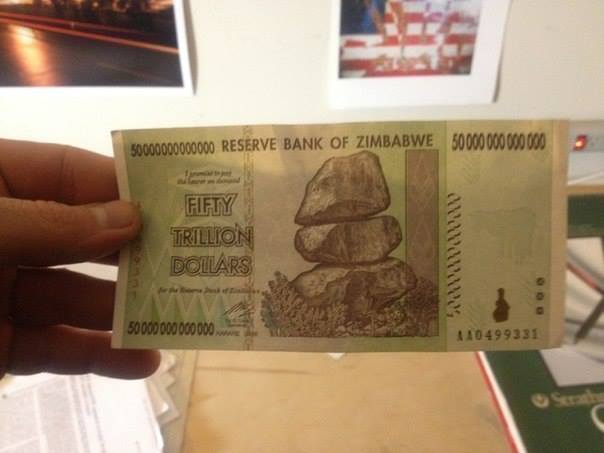 50000000000000 RESERVE BANK OF ZIMBABWE 50 000 000 000 000
I promise to pay
the bearer on demand
FIFTY
TRILLION
DOLLARS
for the Reserve Bank of Zimbabwe
50 000 000 000 000
HARARE
AA0499331